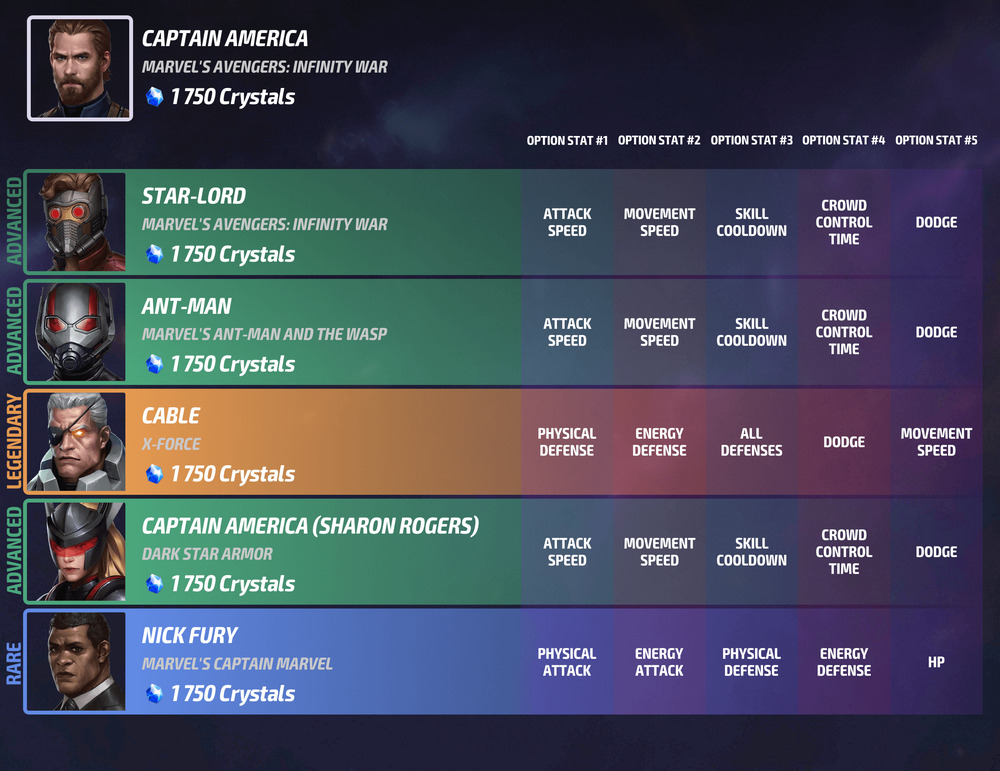 CAPTAIN AMERICA
MARVEL'S AVENGERS: INFINITY WAR
1 750 Crystals
OPTION STAT #1 OPTION STAT #2 OPTION STAT #3 OPTION STAT #4 OPTION STAT #5
ADVANCED
STAR-LORD
MARVEL'S AVENGERS: INFINITY WAR
1 750 Crystals
ATTACK
SPEED
MOVEMENT
SPEED
SKILL
COOLDOWN
CROWD
CONTROL
TIME
DODGE
ADVANCED
ANT-MAN
MARVEL'S ANT-MAN AND THE WASP
1 750 Crystals
ATTACK
SPEED
MOVEMENT
SPEED
SKILL
COOLDOWN
CROWD
CONTROL
TIME
DODGE
LEGENDARY
CABLE
X-FORCE
1 750 Crystals
PHYSICAL
DEFENSE
ENERGY
DEFENSE
ALL
DEFENSES
DODGE
MOVEMENT
SPEED
ADVANCED
CAPTAIN AMERICA (SHARON ROGERS)
DARK STAR ARMOR
1 750 Crystals
ATTACK
SPEED
MOVEMENT
SPEED
SKILL
COOLDOWN
CROWD
CONTROL
TIME
DODGE
RARE
NICK FURY
MARVEL'S CAPTAIN MARVEL
1 750 Crystals
PHYSICAL
ATTACK
ENERGY
ATTACK
PHYSICAL
DEFENSE
ENERGY
DEFENSE
HP